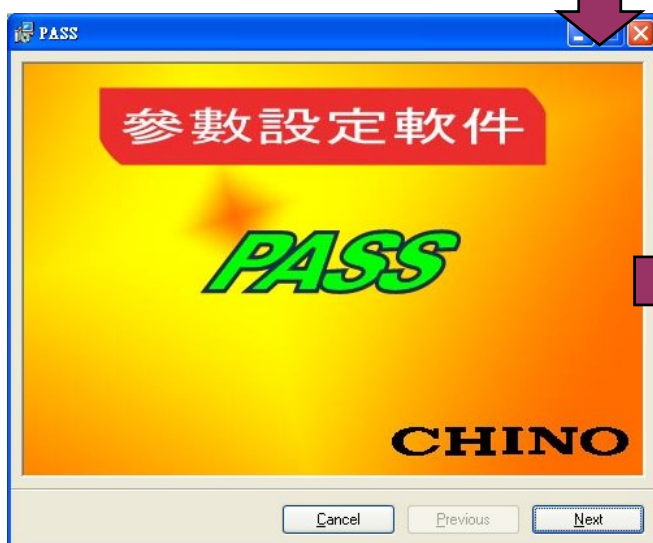 PASS
參數設定軟件
PASS
CHINO
Cancel
Previous
Next